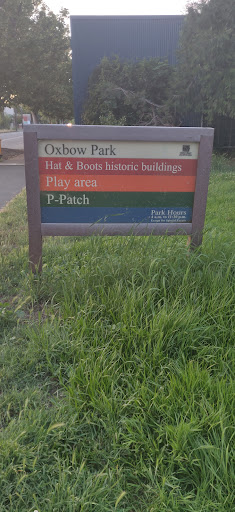 Oxbow Park
Hat & Boots historic buildings
Play area
P-Patch
Park Hours